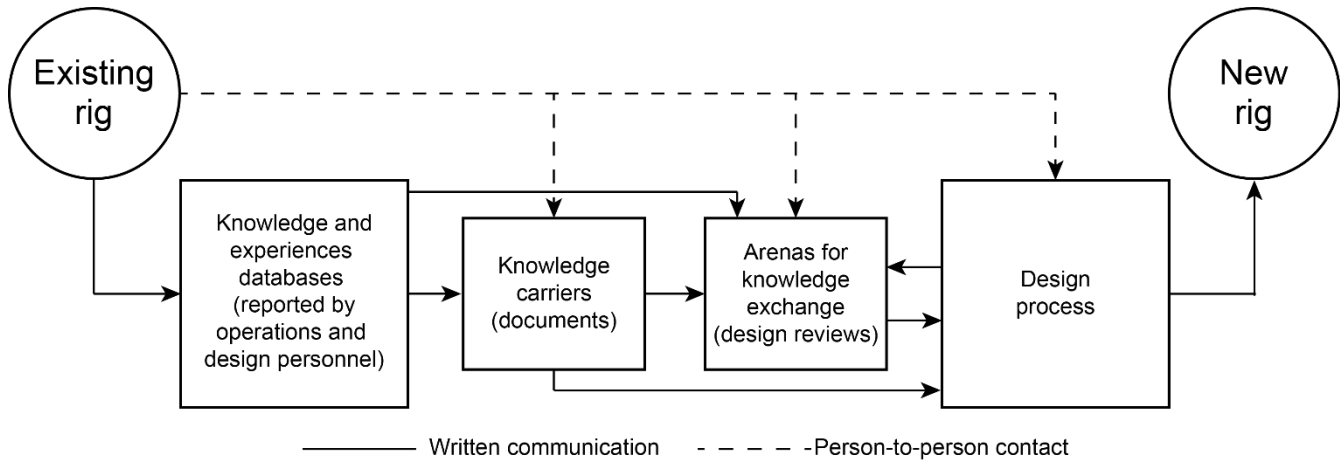 Existing
rig
New
rig
Knowledge and
experiences
databases
(reported by
operations and
design personnel)
Knowledge
carriers
(documents)
Arenas for
knowledge
exchange
(design reviews)
Design
process
Written communication
Person-to-person contact